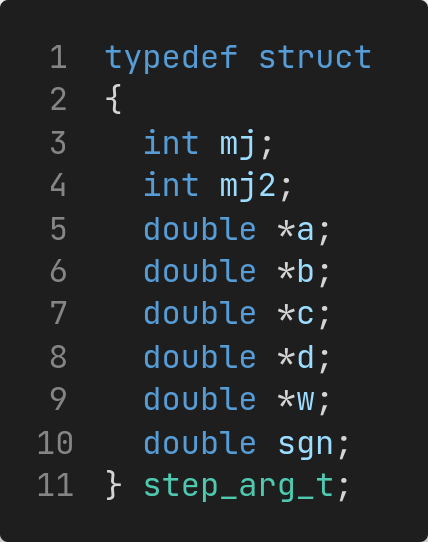 1 typedef struct
2 {
3   int mj;
4   int mj2;
5   double *a;
6   double *b;
7   double *c;
8   double *d;
9   double *w;
10   double sgn;
11 } step_arg_t;